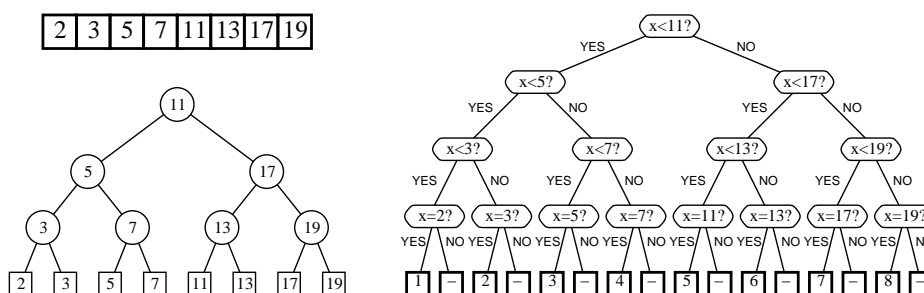 2 3 5 7 11 13 17 19
11
5 17
3 7 13 19
2 3 5 7 11 13 17 19
x<11?
YES NO
x<5? x<17?
YES NO YES NO
x<3? x<7? x<13? x<19?
YES NO YES NO YES NO YES NO
x=2? x=3? x=5? x=7? x=11? x=13? x=17? x=19?
YES NO YES NO YES NO YES NO YES NO YES NO YES NO YES
1 – 2 – 3 – 4 – 5 – 6 – 7 – 8